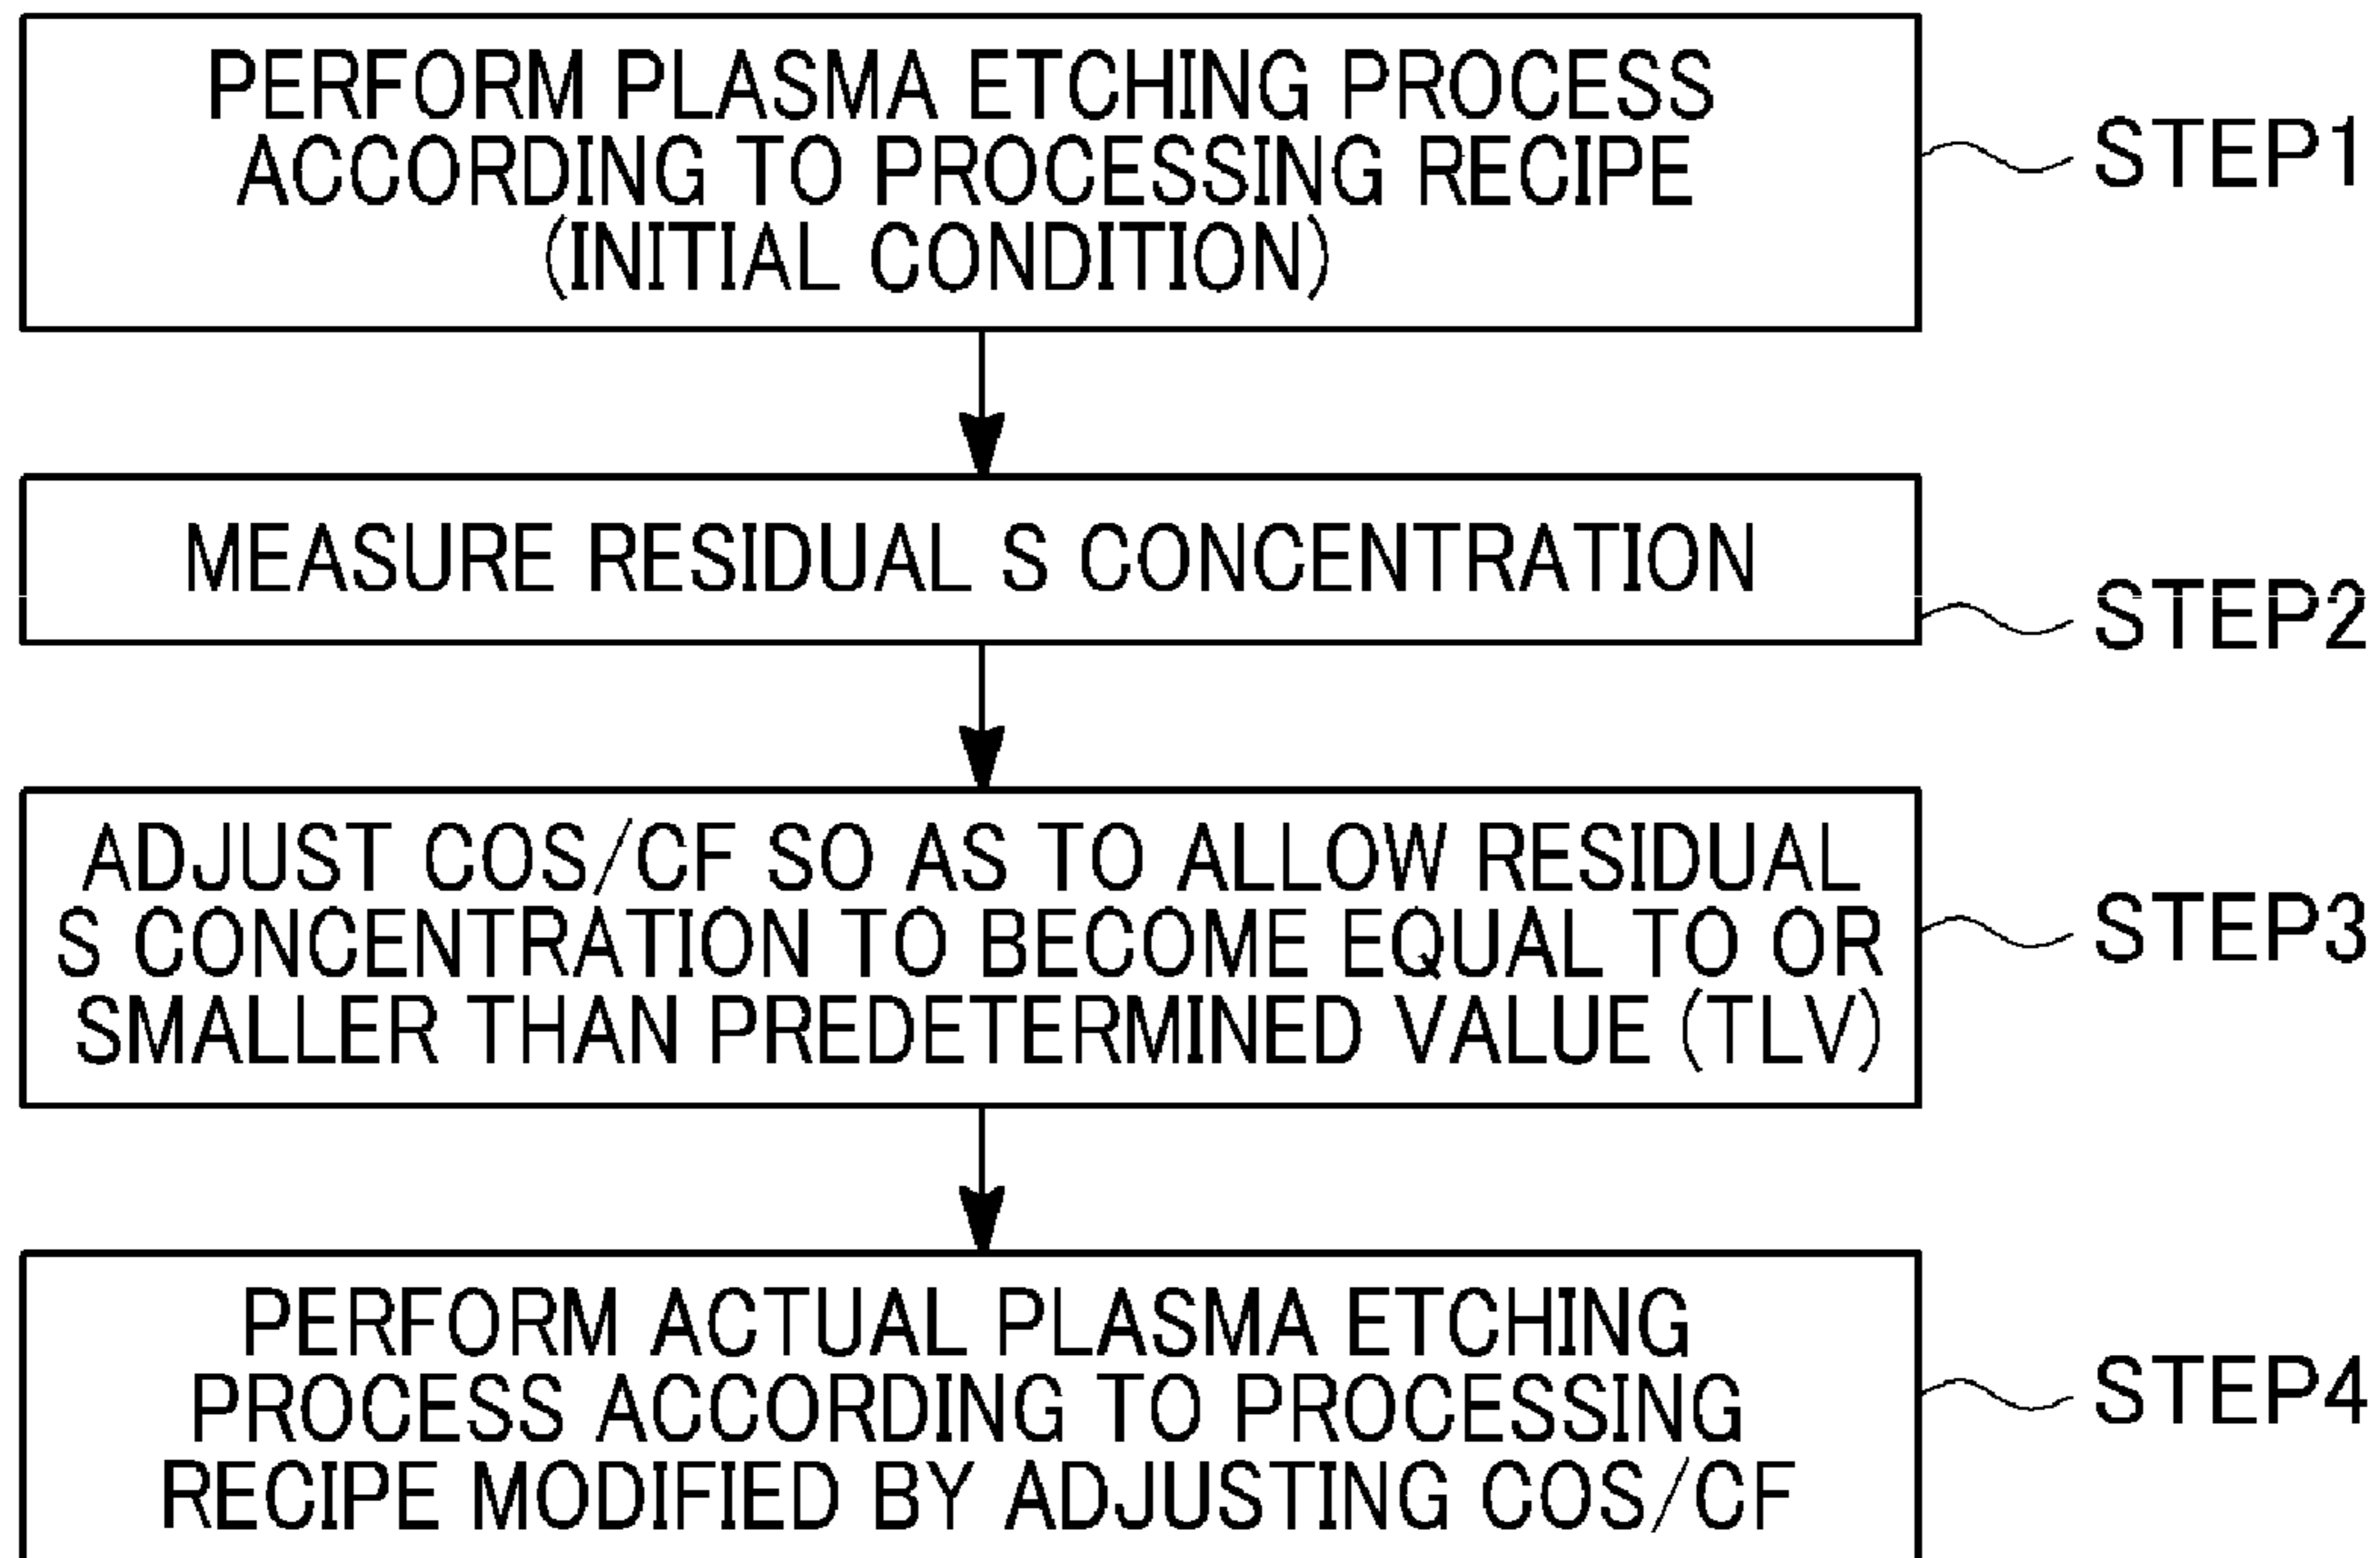 PERFORM PLASMA ETCHING PROCESS
ACCORDING TO PROCESSING RECIPE
(INITIAL CONDITION)
STEP1
MEASURE RESIDUAL S CONCENTRATION
STEP2
ADJUST COS/CF SO AS TO ALLOW RESIDUAL
S CONCENTRATION TO BECOME EQUAL TO OR
SMALLER THAN PREDETERMINED VALUE (TLV)
STEP3
PERFORM ACTUAL PLASMA ETCHING
PROCESS ACCORDING TO PROCESSING
RECIPE MODIFIED BY ADJUSTING COS/CF
STEP4